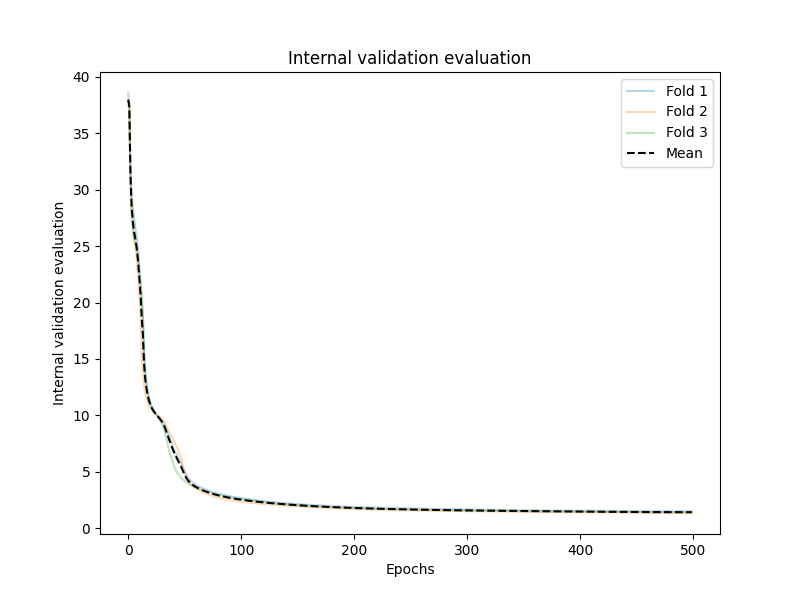 Internal validation evaluation
Fold 1
Fold 2
Fold 3
Mean
Internal validation evaluation
40
35
30
25
20
15
10
5
0
0 100 200 300 400 500
Epochs